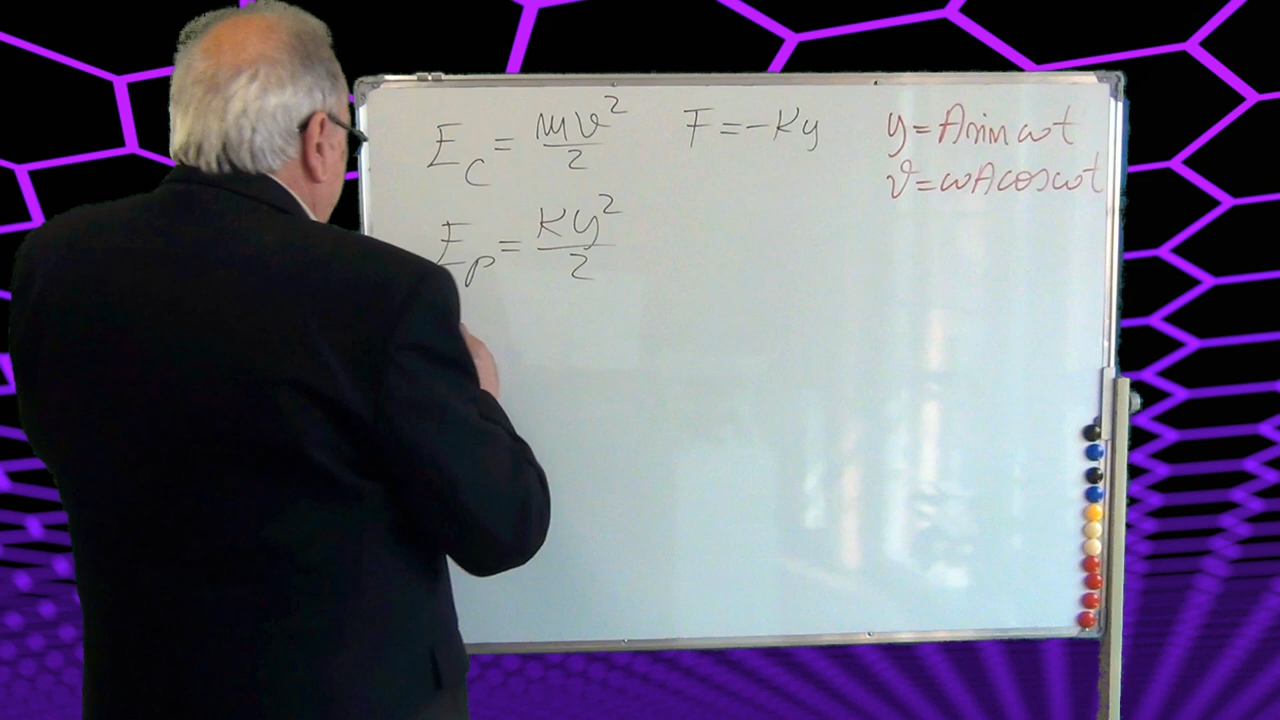 E_C = mv²/2 F = -Ky y = A sin ωt
v = ωA cos ωt
E_p = Ky²/2